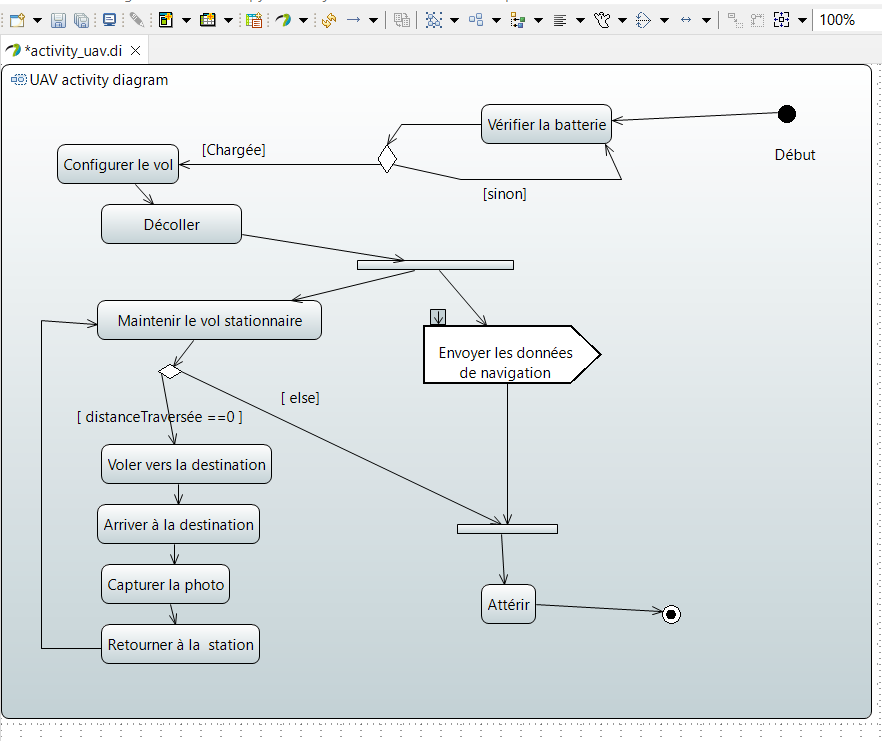 100%
*activity_uav.di
UAV activity diagram
Vérifier la batterie
Début
[Chargée]
Configurer le vol
[sinon]
Décoller
Maintenir le vol stationnaire
Envoyer les données
de navigation
[ else]
[ distanceTraversée ==0 ]
Voler vers la destination
Arriver à la destination
Capturer la photo
Attérir
Retourner à la  station